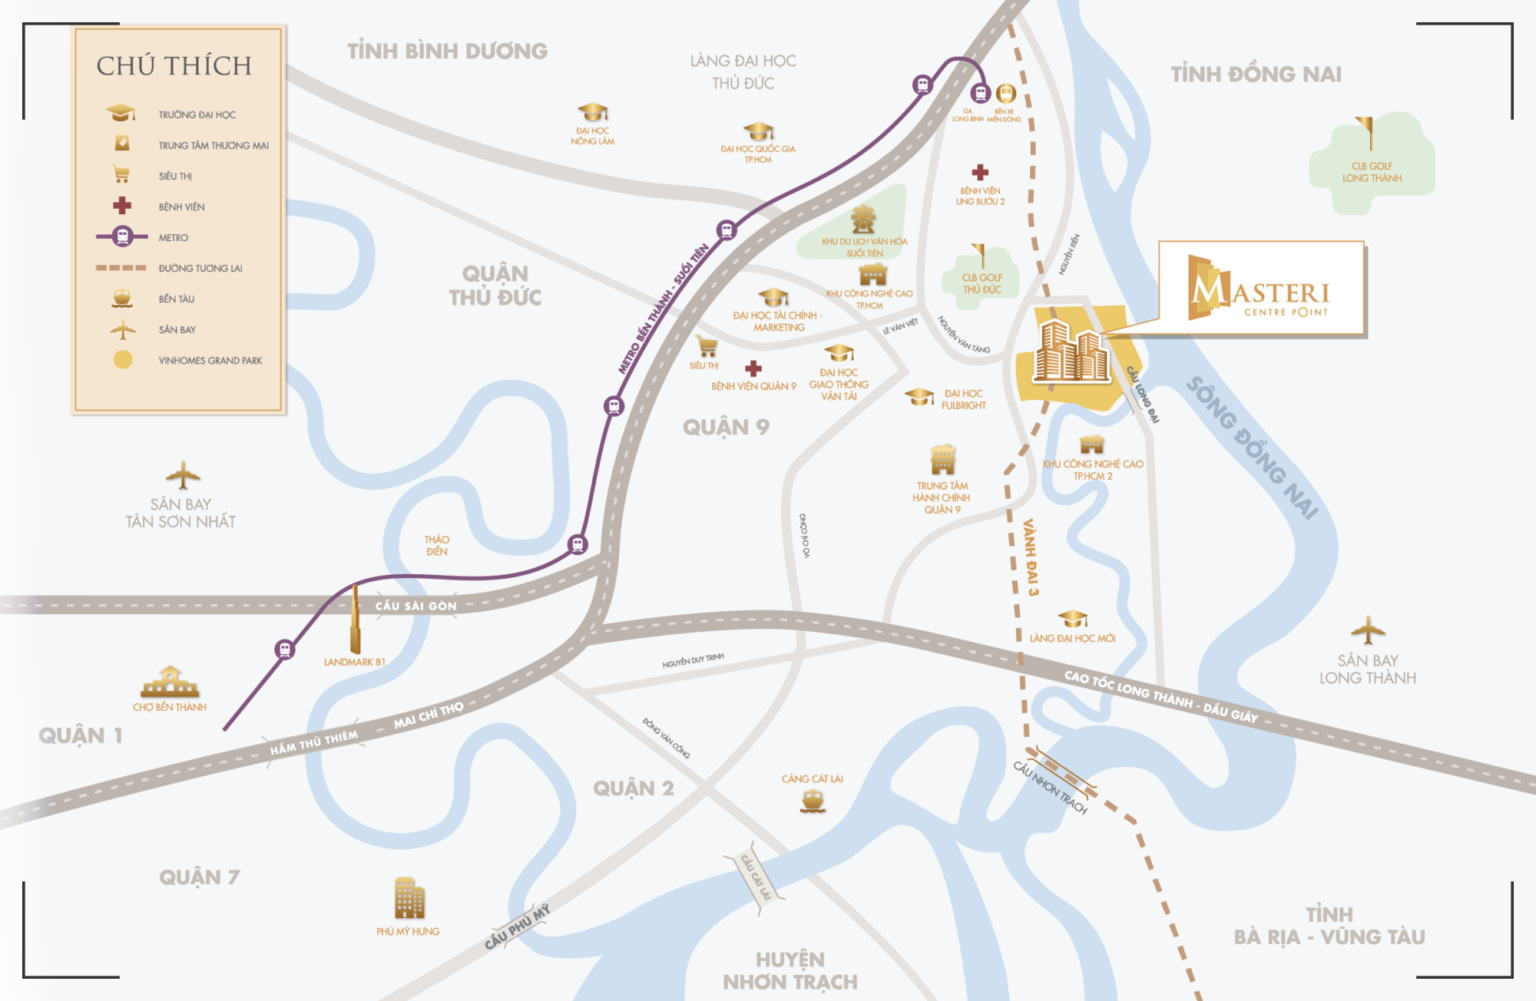 CHÚ THÍCH
TRƯỜNG ĐẠI HỌC
TRUNG TÂM THƯƠNG MẠI
SIÊU THỊ
BỆNH VIỆN
METRO
ĐƯỜNG TƯƠNG LAI
BẾN TÀU
SÂN BAY
VINHOMES GRAND PARK
TỈNH BÌNH DƯƠNG
LÀNG ĐẠI HỌC
THỦ ĐỨC
TỈNH ĐỒNG NAI
ĐẠI HỌC
NÔNG LÂM
ĐẠI HỌC QUỐC GIA
TP.HCM
GA
LONG BÌNH
BẾN XE
MIỀN ĐÔNG
CLB GOLF
LONG THÀNH
BỆNH VIỆN
UNG BƯỚU 2
KHU DU LỊCH VĂN HÓA
SUỐI TIÊN
NGUYỄN XIỂN
QUẬN
THỦ ĐỨC
METRO BẾN THÀNH - SUỐI TIÊN
KHU CÔNG NGHỆ CAO
TP.HCM
CLB GOLF
THỦ ĐỨC
MASTERI
CENTRE POINT
ĐẠI HỌC TÀI CHÍNH -
MARKETING
LÊ VĂN VIỆT
NGUYỄN VĂN TĂNG
SIÊU THỊ
BỆNH VIỆN QUẬN 9
ĐẠI HỌC
GIAO THÔNG
VẬN TẢI
ĐẠI HỌC
FULBRIGHT
CẦU LONG ĐẠI
SÔNG ĐỒNG NAI
QUẬN 9
KHU CÔNG NGHỆ CAO
TP.HCM 2
TRUNG TÂM
HÀNH CHÍNH
QUẬN 9
SÂN BAY
TÂN SƠN NHẤT
THẢO
ĐIỀN
VÕ CHÍ CÔNG
VÀNH ĐAI 3
CẦU SÀI GÒN
LANDMARK 81
LÀNG ĐẠI HỌC MỚI
NGUYỄN DUY TRINH
SÂN BAY
LONG THÀNH
CAO TỐC LONG THÀNH - DẦU GIÂY
CHỢ BẾN THÀNH
QUẬN 1
HẦM THỦ THIÊM
MAI CHÍ THỌ
ĐỒNG VĂN CỐNG
QUẬN 2
CẢNG CÁT LÁI
CẦU NHƠN TRẠCH
QUẬN 7
CẦU CÁT LÁI
PHÚ MỸ HƯNG
CẦU PHÚ MỸ
TỈNH
BÀ RỊA - VŨNG TÀU
HUYỆN
NHƠN TRẠCH